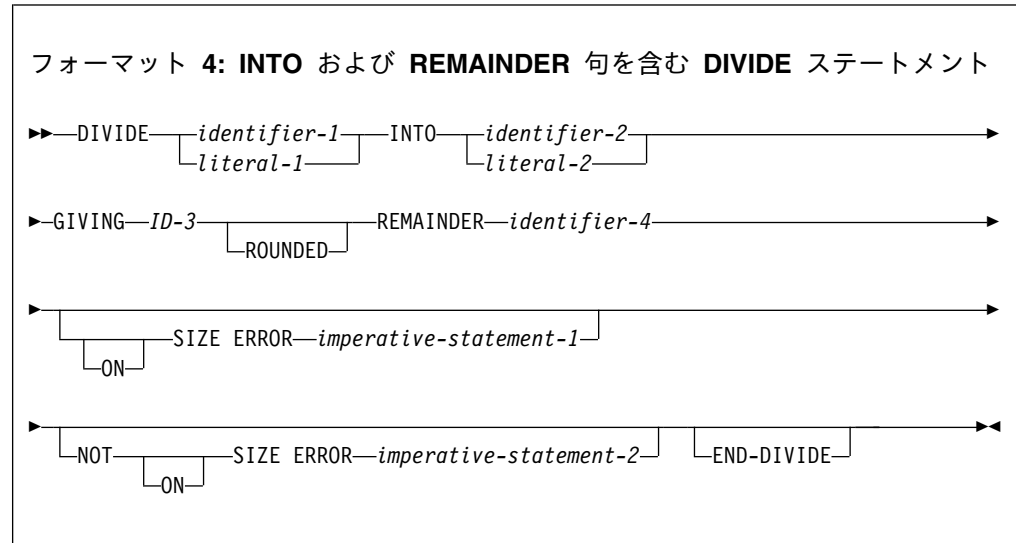 フォーマット 4: INTO および REMAINDER 句を含む DIVIDE ステートメント
DIVIDE identifier-1 INTO identifier-2
literal-1 literal-2
GIVING ID-3 REMAINDER identifier-4
ROUNDED
SIZE ERROR imperative-statement-1
ON
NOT SIZE ERROR imperative-statement-2 END-DIVIDE
ON